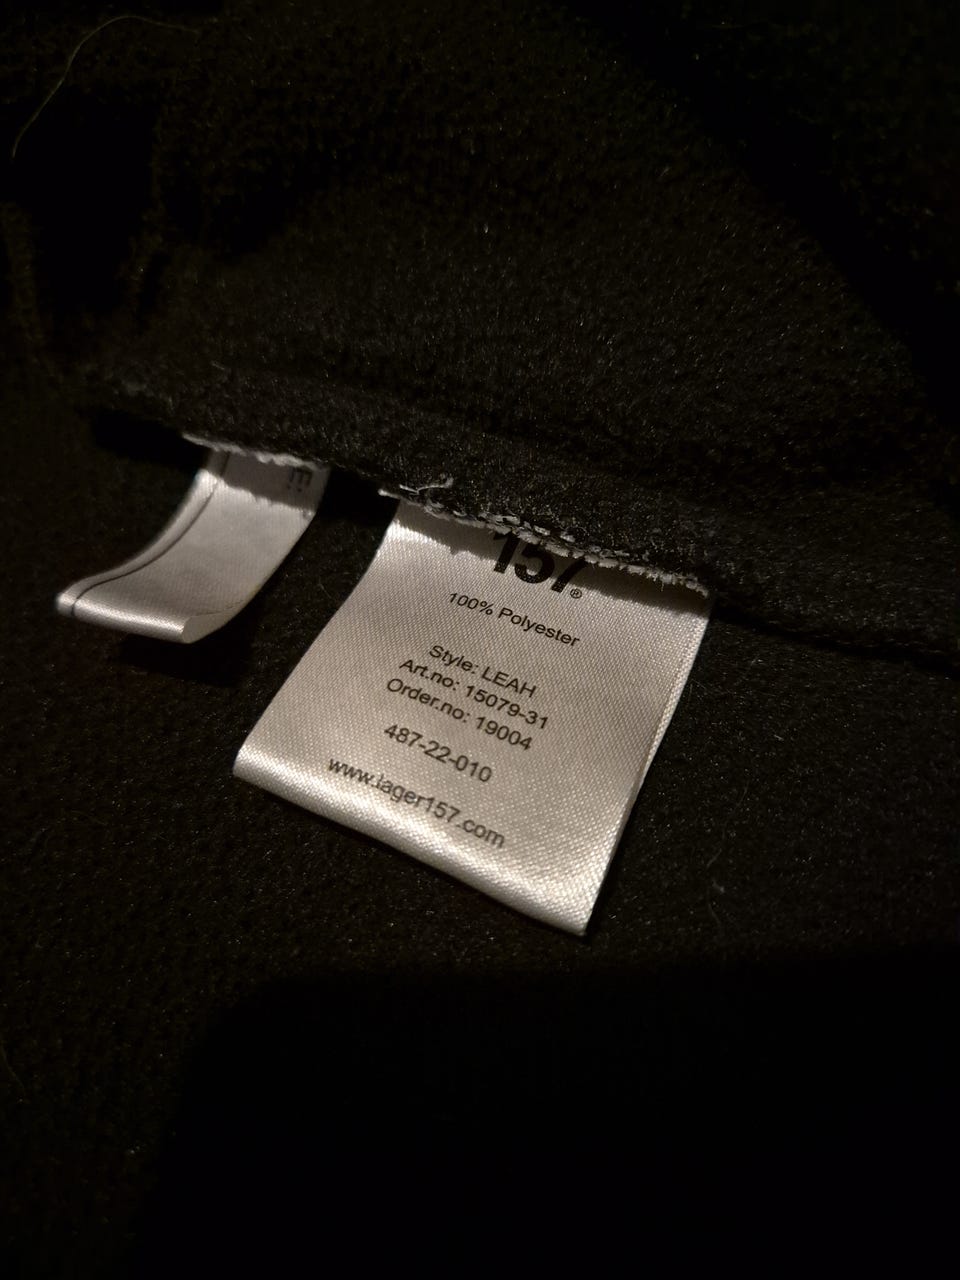 157®
100% Polyester
Style: LEAH
Art.no: 15079-31
Order.no: 19004
487-22-010
www.lager157.com